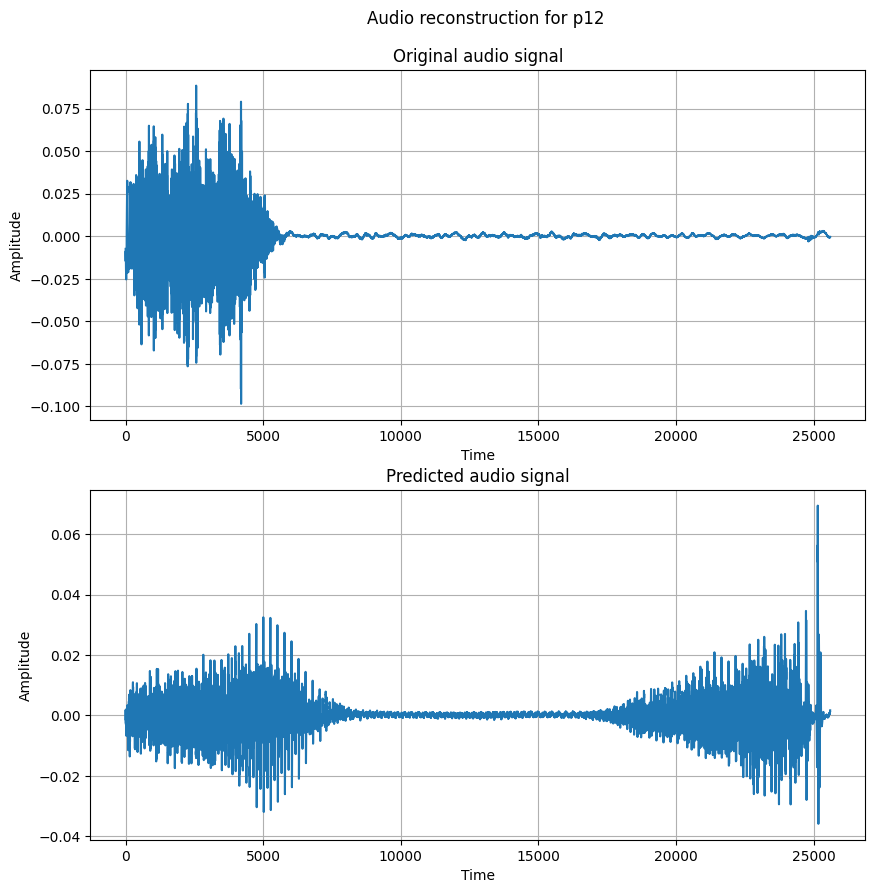 Audio reconstruction for p12
Original audio signal
0.075
0.050
0.025
0.000
−0.025
−0.050
−0.075
−0.100
Amplitude
0 5000 10000 15000 20000 25000
Time
Predicted audio signal
0.06
0.04
0.02
0.00
−0.02
−0.04
Amplitude
0 5000 10000 15000 20000 25000
Time